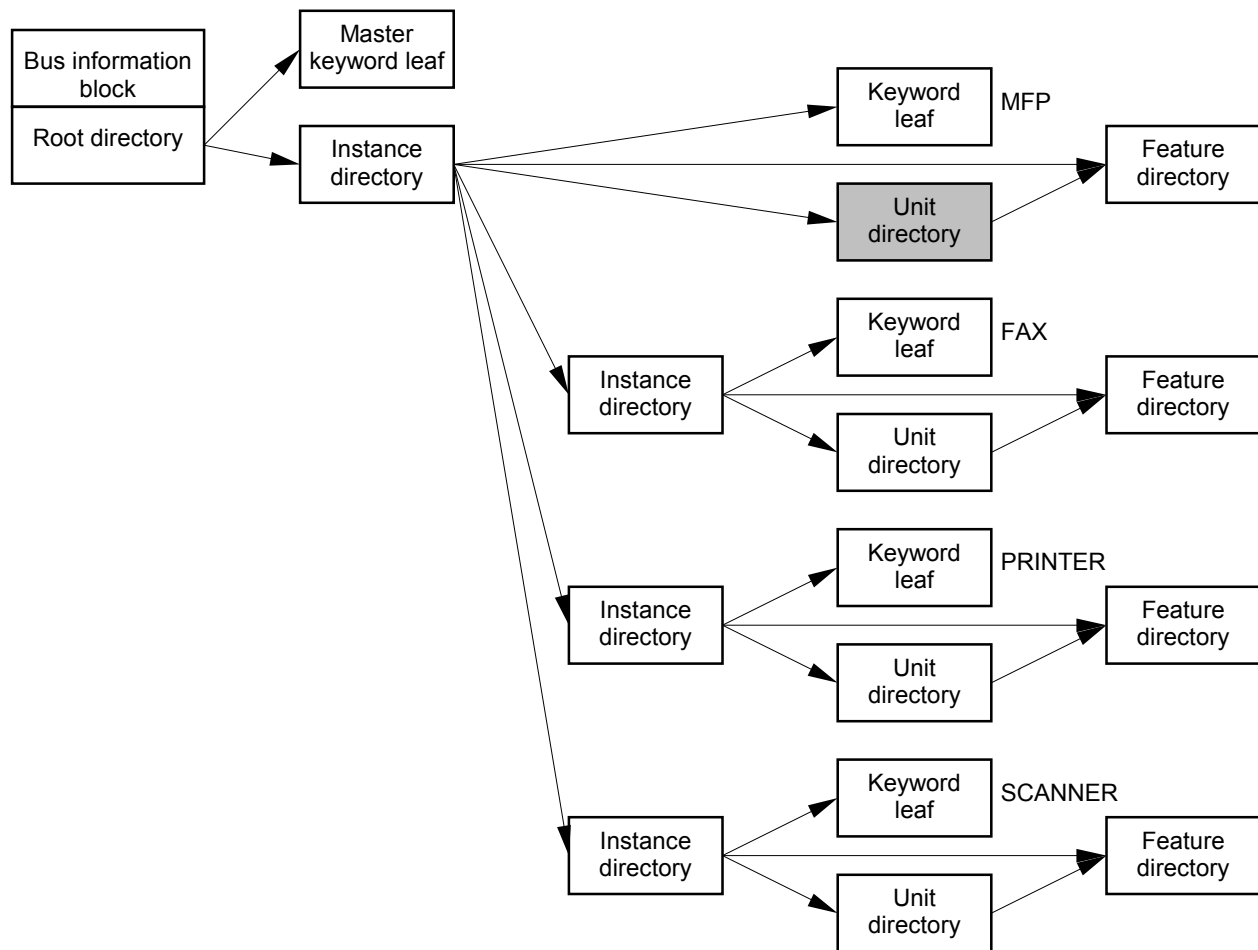 Bus information
block
Root directory
Master
keyword leaf
Instance
directory
Keyword
leaf
MFP
Unit
directory
Feature
directory
Keyword
leaf
FAX
Instance
directory
Unit
directory
Feature
directory
Keyword
leaf
PRINTER
Instance
directory
Unit
directory
Feature
directory
Keyword
leaf
SCANNER
Instance
directory
Unit
directory
Feature
directory